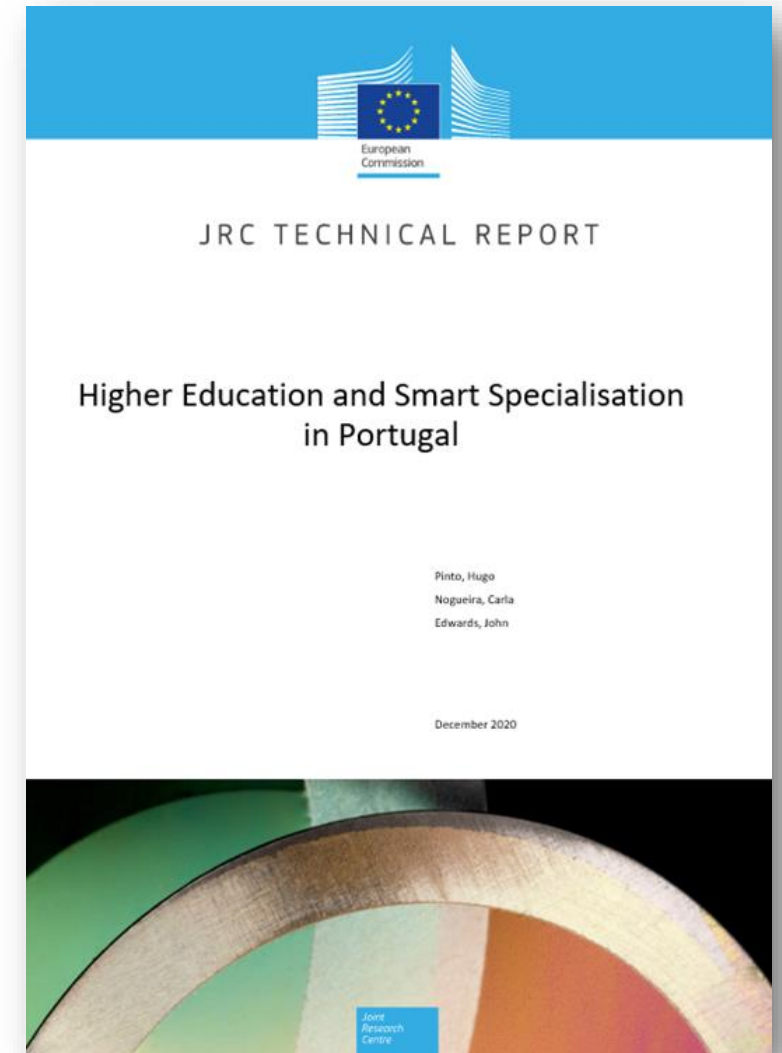 European
Commission
JRC TECHNICAL REPORT
Higher Education and Smart Specialisation
in Portugal
Pinto, Hugo
Nogueira, Carla
Edwards, John
December 2020
Joint
Research
Centre